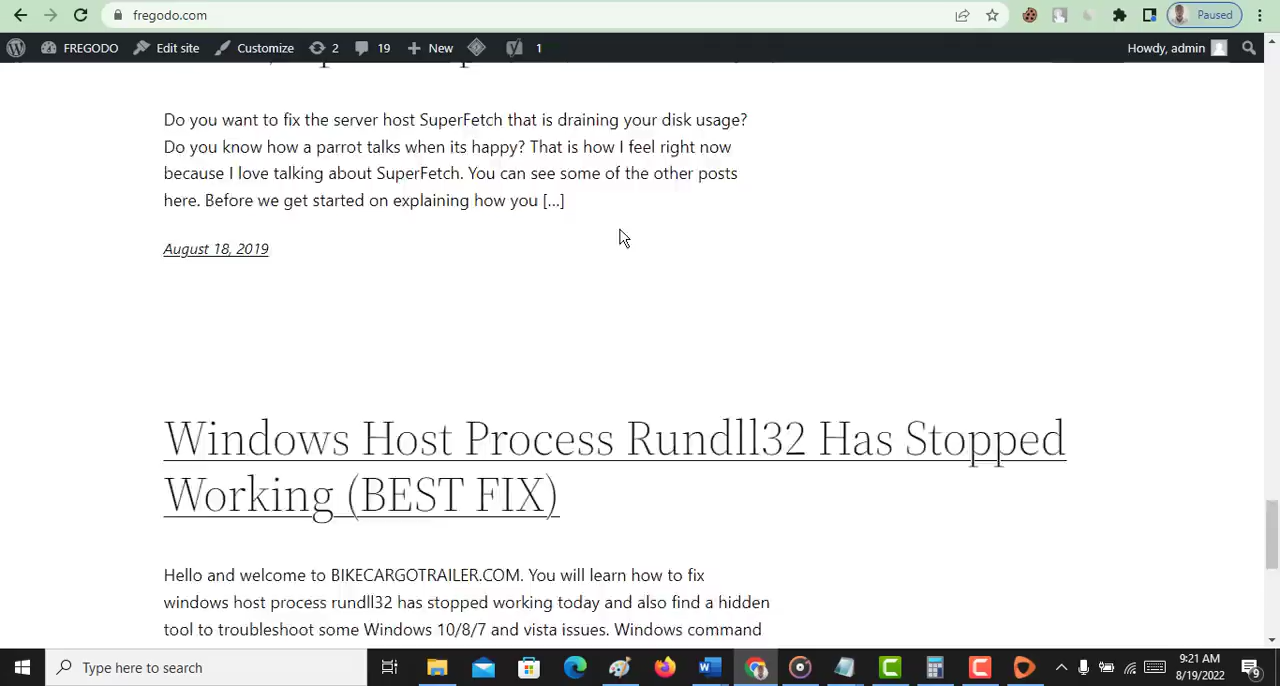 fregodo.com
Paused
FREGODO
Edit site
Customize
2
19
New
1
Howdy, admin
Do you want to fix the server host SuperFetch that is draining your disk usage?
Do you know how a parrot talks when its happy? That is how I feel right now
because I love talking about SuperFetch. You can see some of the other posts
here. Before we get started on explaining how you [...]
August 18, 2019
Windows Host Process Rundll32 Has Stopped
Working (BEST FIX)
Hello and welcome to BIKECARGOTRAILER.COM. You will learn how to fix
windows host process rundll32 has stopped working today and also find a hidden
tool to troubleshoot some Windows 10/8/7 and vista issues. Windows command
Type here to search
9:21 AM
8/19/2022
9